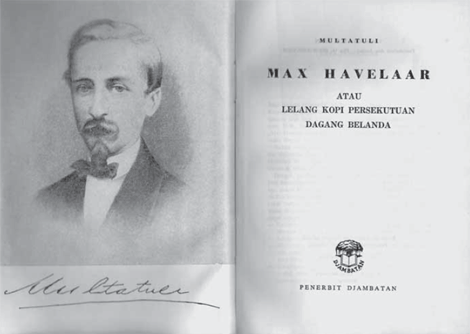 Multatuli
MULTATULI
MAX HAVELAAR
ATAU
LELANG KOPI PERSEKUTUAN
DAGANG BELANDA
DJAMBATAN
PENERBIT DJAMBATAN